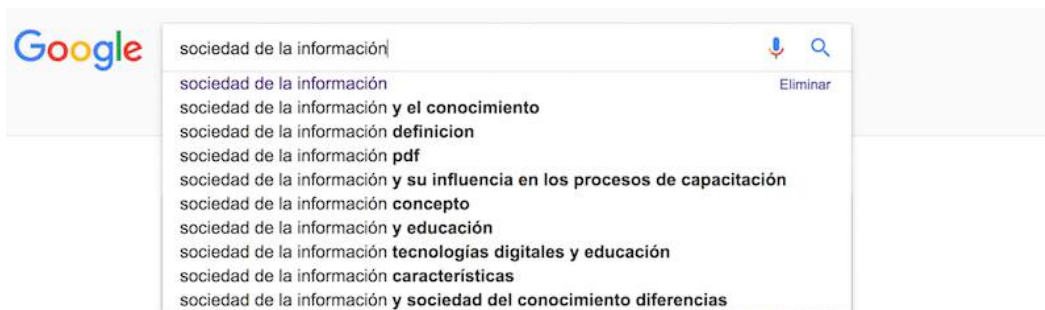 Google
sociedad de la información
sociedad de la información Eliminar
sociedad de la información y el conocimiento
sociedad de la información definicion
sociedad de la información pdf
sociedad de la información y su influencia en los procesos de capacitación
sociedad de la información concepto
sociedad de la información y educación
sociedad de la información tecnologías digitales y educación
sociedad de la información características
sociedad de la información y sociedad del conocimiento diferencias